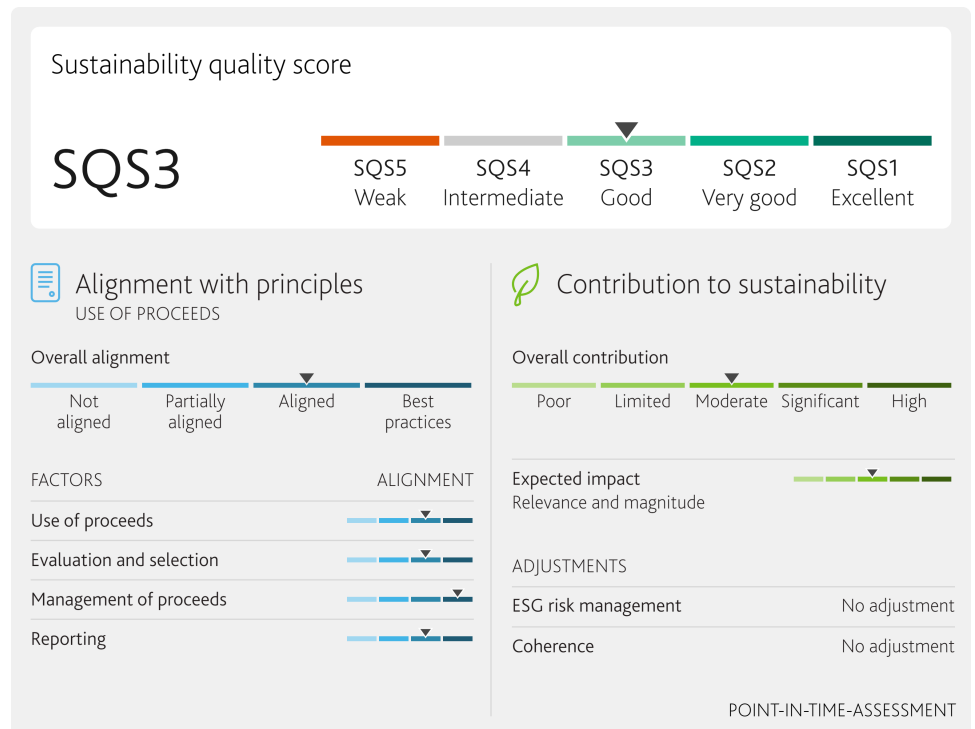 Sustainability quality score
SQS3
SQS5 SQS4 SQS3 SQS2 SQS1
Weak Intermediate Good Very good Excellent
Alignment with principles
USE OF PROCEEDS
Overall alignment
Not aligned
Partially aligned
Aligned
Best practices
FACTORS ALIGNMENT
Use of proceeds
Evaluation and selection
Management of proceeds
Reporting
Contribution to sustainability
Overall contribution
Poor Limited Moderate Significant High
Expected impact
Relevance and magnitude
ADJUSTMENTS
ESG risk management No adjustment
Coherence No adjustment
POINT-IN-TIME-ASSESSMENT